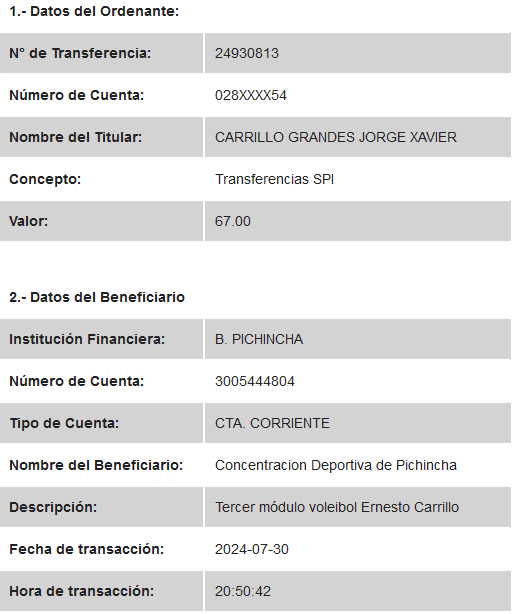 1.- Datos del Ordenante:
N° de Transferencia: 24930813
Número de Cuenta: 028XXXX54
Nombre del Titular: CARRILLO GRANDES JORGE XAVIER
Concepto: Transferencias SPI
Valor: 67.00
2.- Datos del Beneficiario
Institución Financiera: B. PICHINCHA
Número de Cuenta: 3005444804
Tipo de Cuenta: CTA. CORRIENTE
Nombre del Beneficiario: Concentracion Deportiva de Pichincha
Descripción: Tercer módulo voleibol Ernesto Carrillo
Fecha de transacción: 2024-07-30
Hora de transacción: 20:50:42